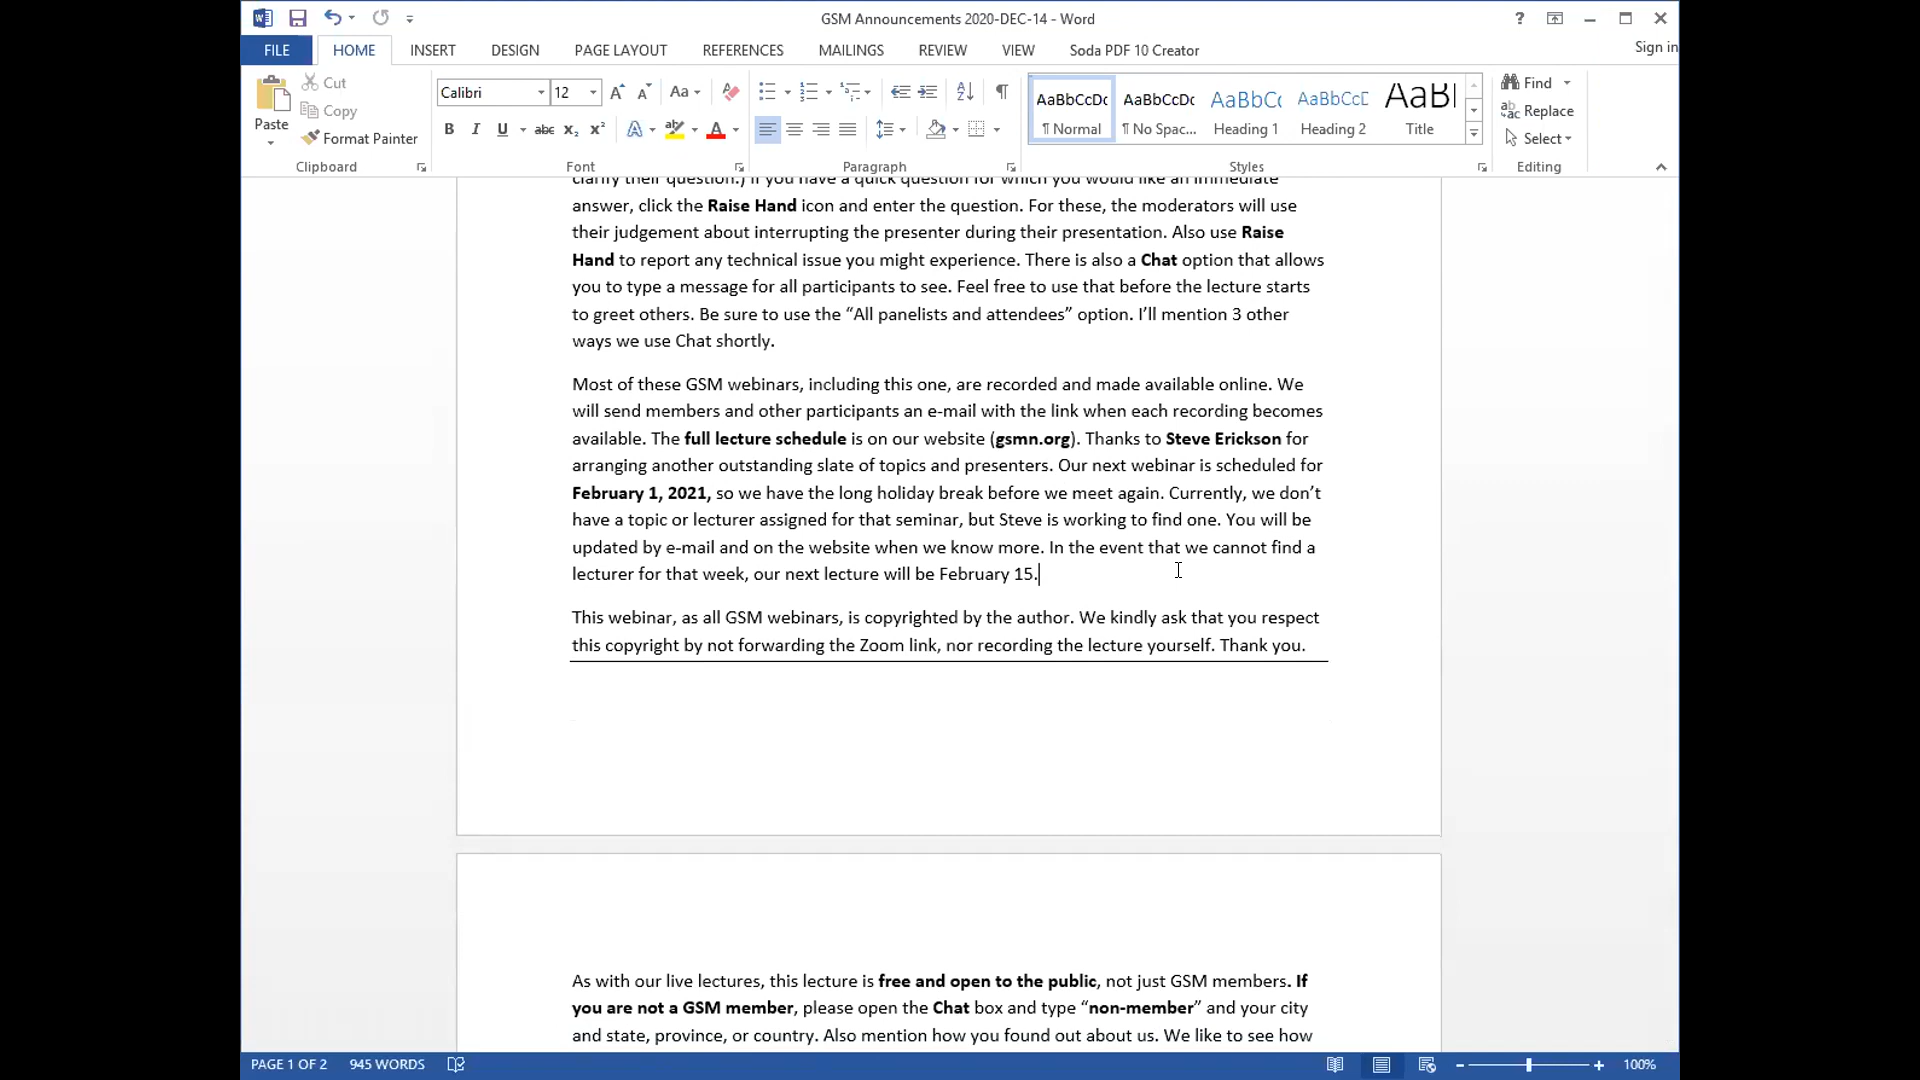 GSM Announcements 2020-DEC-14 - Word
?
FILE HOME INSERT DESIGN PAGE LAYOUT REFERENCES MAILINGS REVIEW VIEW Soda PDF 10 Creator Sign in
Paste
Cut
Copy
Format Painter
Clipboard
Calibri 12
Font
Paragraph
AaBbCcDc AaBbCcDc AaBbCc AaBbCcD AaBl
¶ Normal ¶ No Spac... Heading 1 Heading 2 Title
Styles
Find
Replace
Select
Editing
clarify their question.) If you have a quick question for which you would like an immediate
answer, click the Raise Hand icon and enter the question. For these, the moderators will use
their judgement about interrupting the presenter during their presentation. Also use Raise
Hand to report any technical issue you might experience. There is also a Chat option that allows
you to type a message for all participants to see. Feel free to use that before the lecture starts
to greet others. Be sure to use the “All panelists and attendees” option. I’ll mention 3 other
ways we use Chat shortly.
Most of these GSM webinars, including this one, are recorded and made available online. We
will send members and other participants an e-mail with the link when each recording becomes
available. The full lecture schedule is on our website (gsmn.org). Thanks to Steve Erickson for
arranging another outstanding slate of topics and presenters. Our next webinar is scheduled for
February 1, 2021, so we have the long holiday break before we meet again. Currently, we don’t
have a topic or lecturer assigned for that seminar, but Steve is working to find one. You will be
updated by e-mail and on the website when we know more. In the event that we cannot find a
lecturer for that week, our next lecture will be February 15.
This webinar, as all GSM webinars, is copyrighted by the author. We kindly ask that you respect
this copyright by not forwarding the Zoom link, nor recording the lecture yourself. Thank you.
As with our live lectures, this lecture is free and open to the public, not just GSM members. If
you are not a GSM member, please open the Chat box and type “non-member” and your city
and state, province, or country. Also mention how you found out about us. We like to see how
PAGE 1 OF 2 945 WORDS 100%